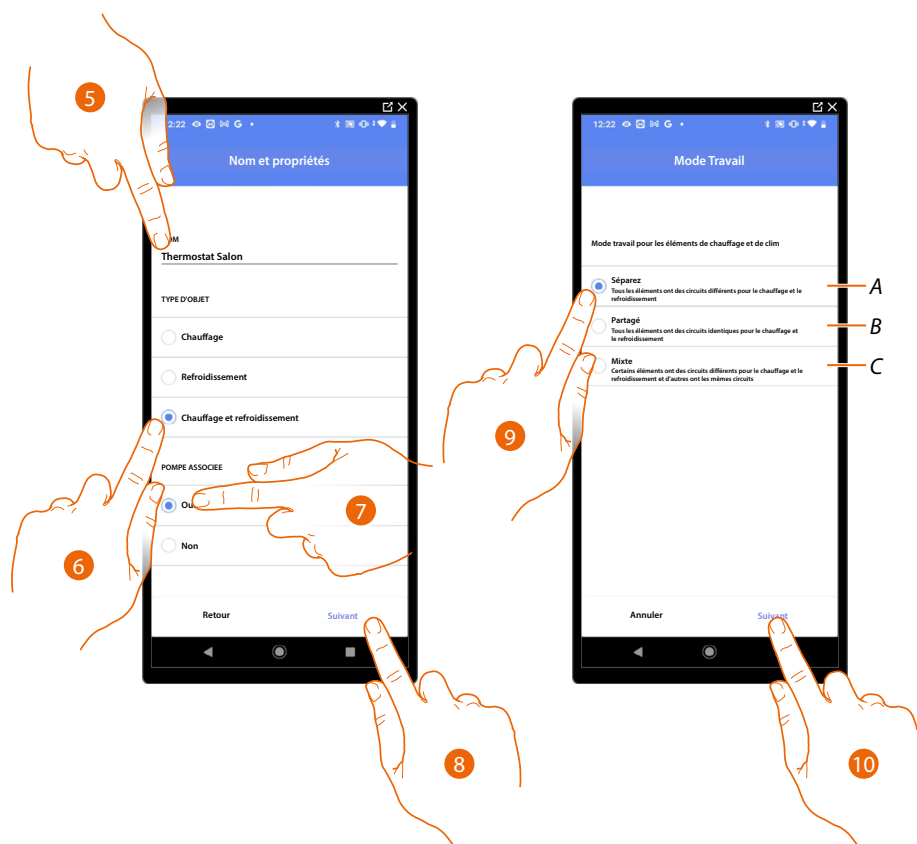 5
2:22 G
Nom et propriétés
Thermostat Salon
TYPE D'OBJET
Chauffage
Refroidissement
Chauffage et refroidissement
POMPE ASSOCIEE
7
Non
6
Retour Suivant
8
12:22 G
Mode Travail
Mode travail pour les éléments de chauffage et de clim
Séparez
Tous les éléments ont des circuits différents pour le chauffage et le
refroidissement
A
Partagé
Tous les éléments ont des circuits identiques pour le chauffage et
le refroidissement
B
Mixte
Certains éléments ont des circuits différents pour le chauffage et le
refroidissement et d'autres ont les mêmes circuits
C
9
Annuler Suivant
10